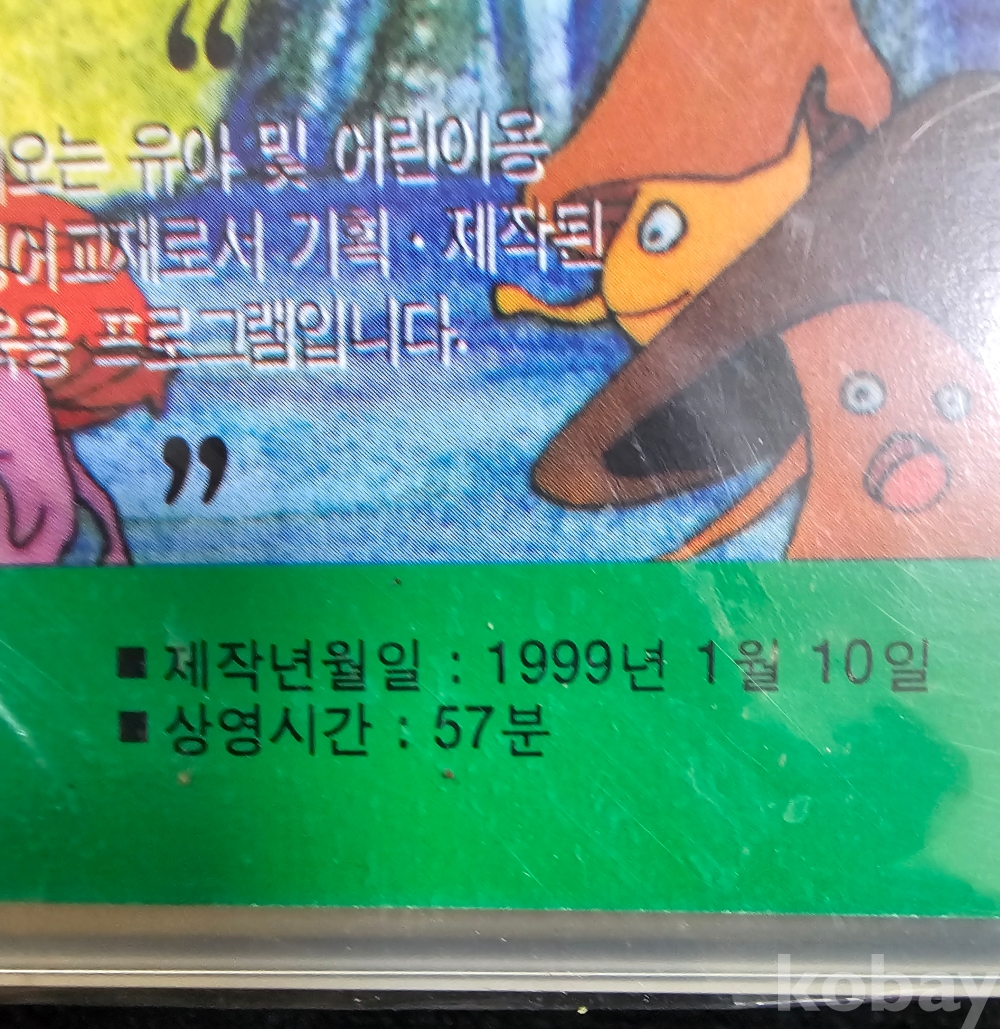 “
오는 유아 및 어린이용
어교재로서 기획·제작된
용 프로그램입니다.
”
■ 제작년월일 : 1999년 1월 10일
■ 상영시간 : 57분
kobay